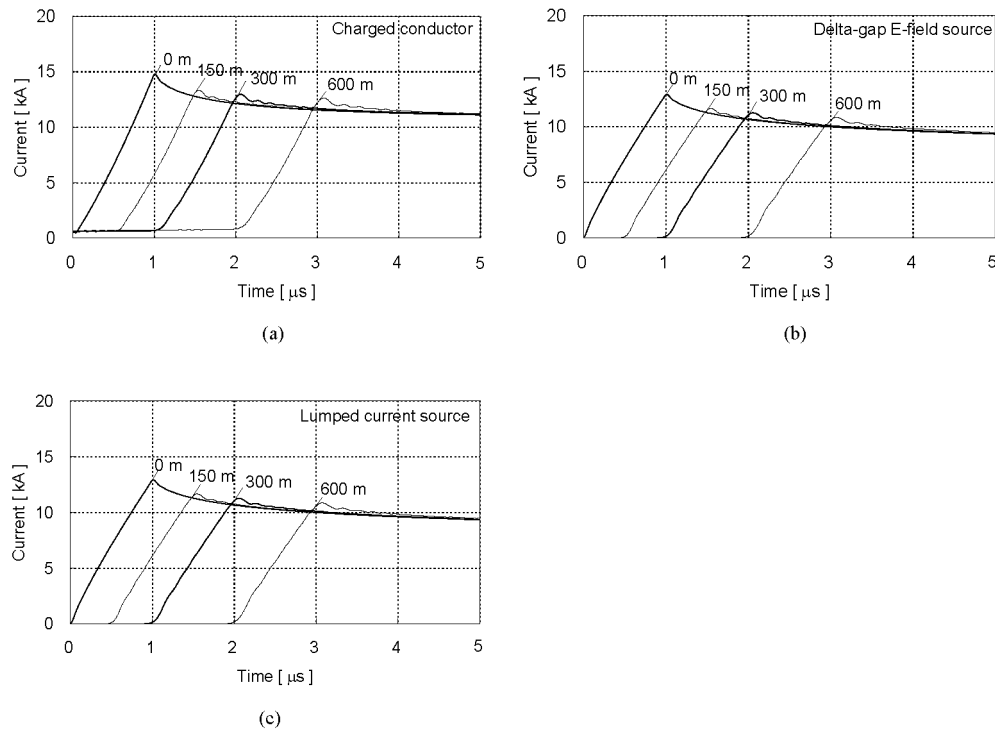 Charged conductor
Current [ kA ]
20
15
10
5
0
0 m
150 m
300 m
600 m
0 1 2 3 4 5
Time [ μs ]
(a)
Delta-gap E-field source
Current [ kA ]
20
15
10
5
0
0 m
150 m
300 m
600 m
0 1 2 3 4 5
Time [ μs ]
(b)
Lumped current source
Current [ kA ]
20
15
10
5
0
0 m
150 m
300 m
600 m
0 1 2 3 4 5
Time [ μs ]
(c)